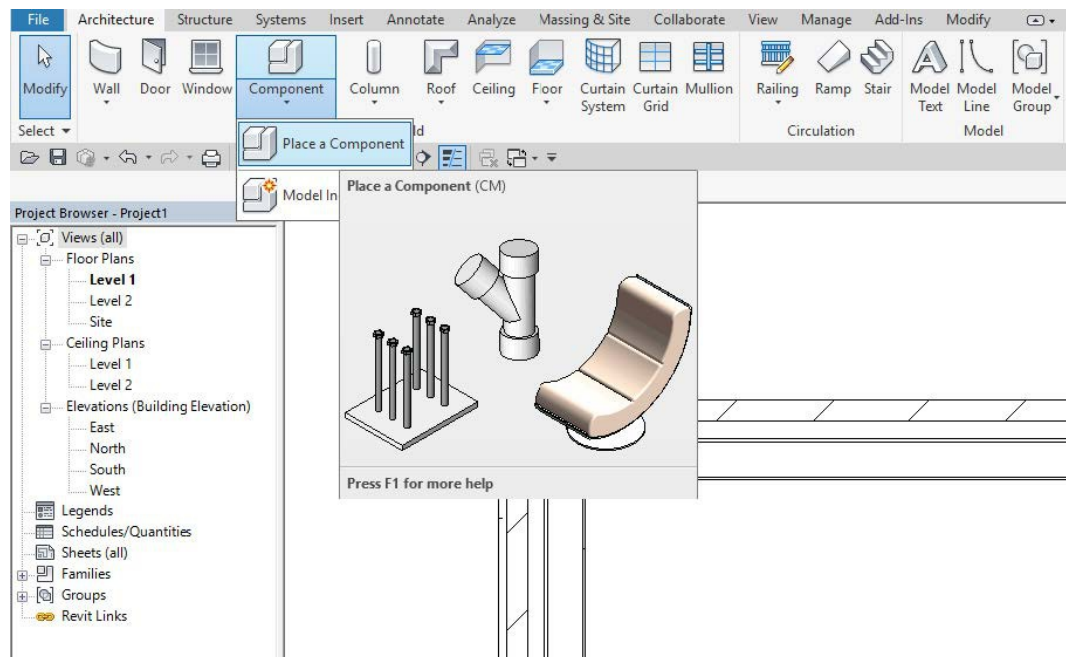 File Architecture Structure Systems Insert Annotate Analyze Massing & Site Collaborate View Manage Add-Ins Modify
Modify Wall Door Window Component Column Roof Ceiling Floor Curtain System Curtain Grid Mullion Railing Ramp Stair Model Text Model Line Model Group
Select Circulation Model
Place a Component
Model In
Place a Component (CM)
Press F1 for more help
Project Browser - Project1
Views (all)
Floor Plans
Level 1
Level 2
Site
Ceiling Plans
Level 1
Level 2
Elevations (Building Elevation)
East
North
South
West
Legends
Schedules/Quantities
Sheets (all)
Families
Groups
Revit Links